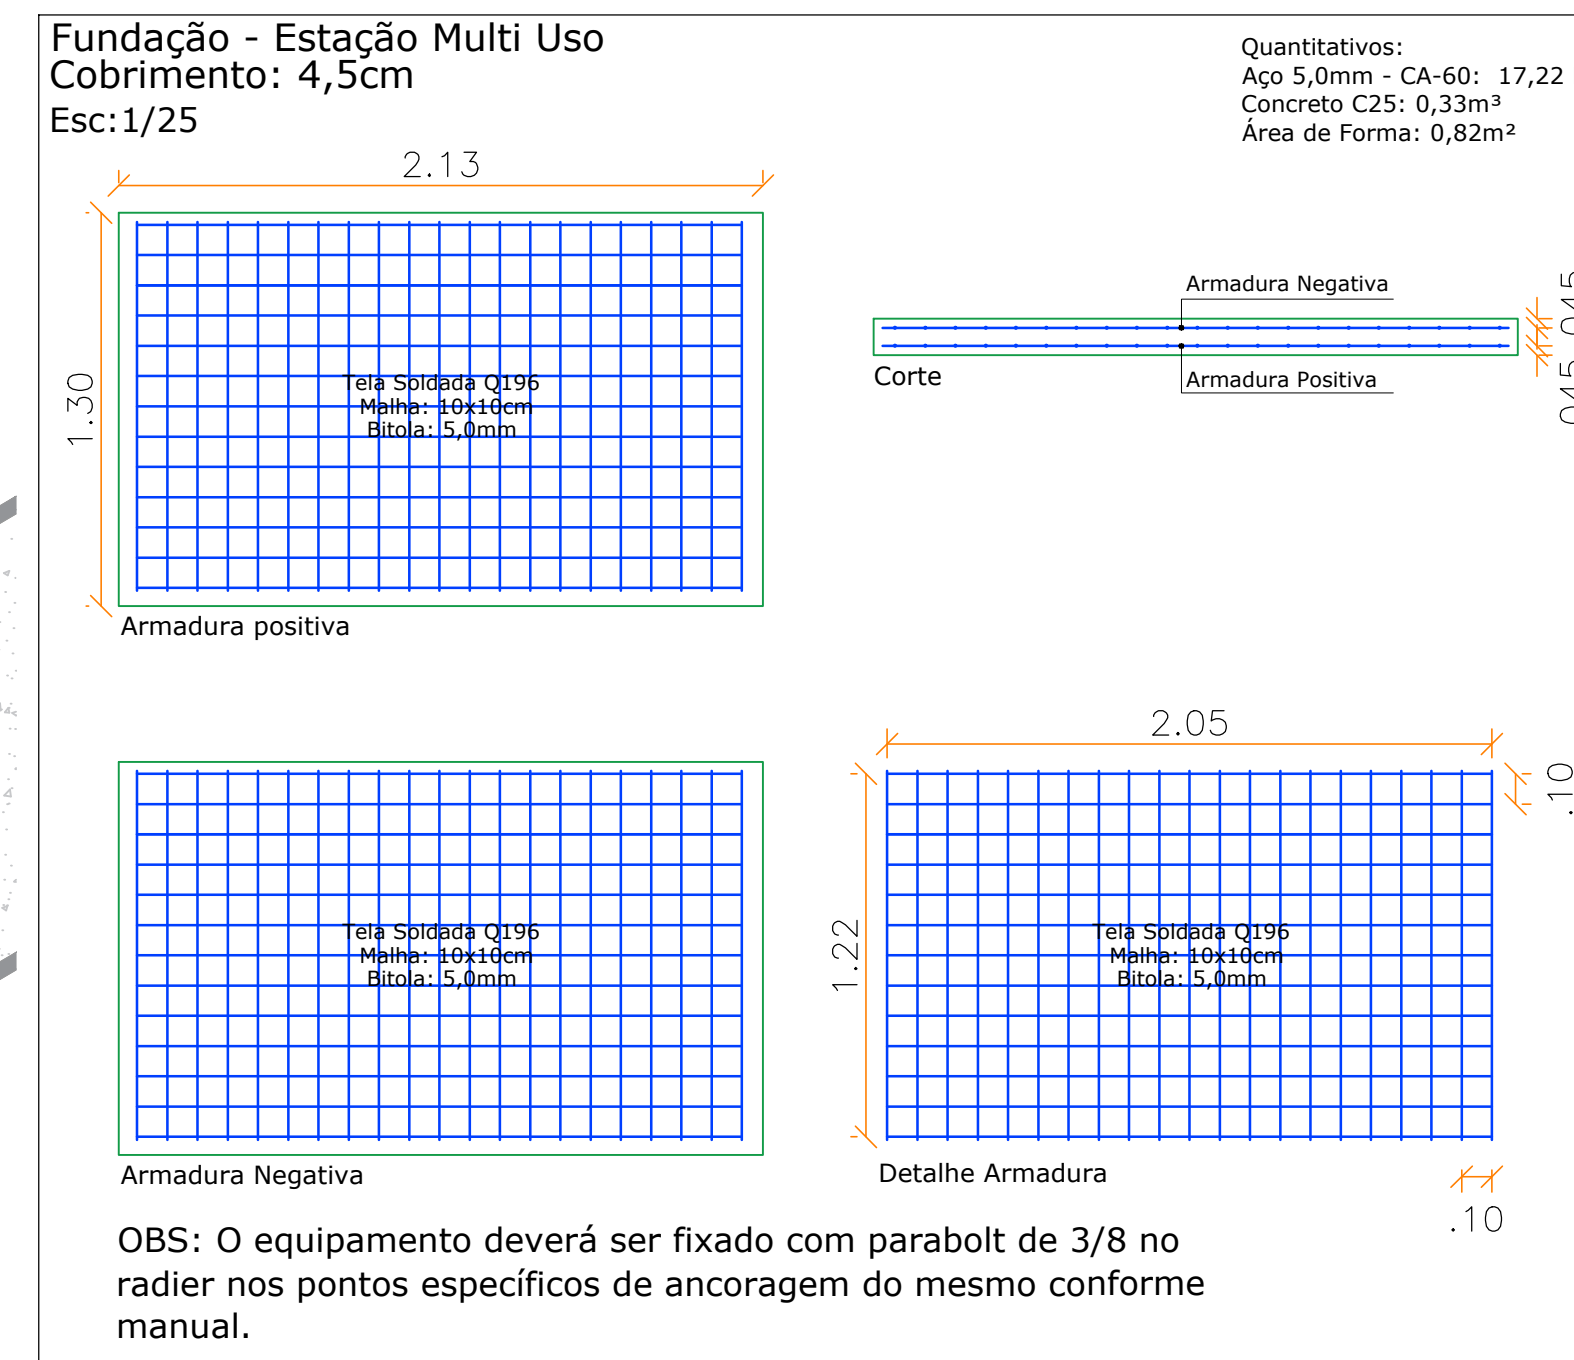 Fundação - Estação Multi Uso
Cobrimento: 4,5cm
Esc:1/25
Quantitativos:
Aço 5,0mm - CA-60: 17,22
Concreto C25: 0,33m³
Área de Forma: 0,82m²
2.13
1.30
Tela Soldada Q196
Malha: 10x10cm
Bitola: 5,0mm
Armadura positiva
Armadura Negativa
Corte
Armadura Positiva
Tela Soldada Q196
Malha: 10x10cm
Bitola: 5,0mm
Armadura Negativa
2.05
.10
1.22
Tela Soldada Q196
Malha: 10x10cm
Bitola: 5,0mm
Detalhe Armadura
.10
OBS: O equipamento deverá ser fixado com parabolt de 3/8 no
radier nos pontos específicos de ancoragem do mesmo conforme
manual.